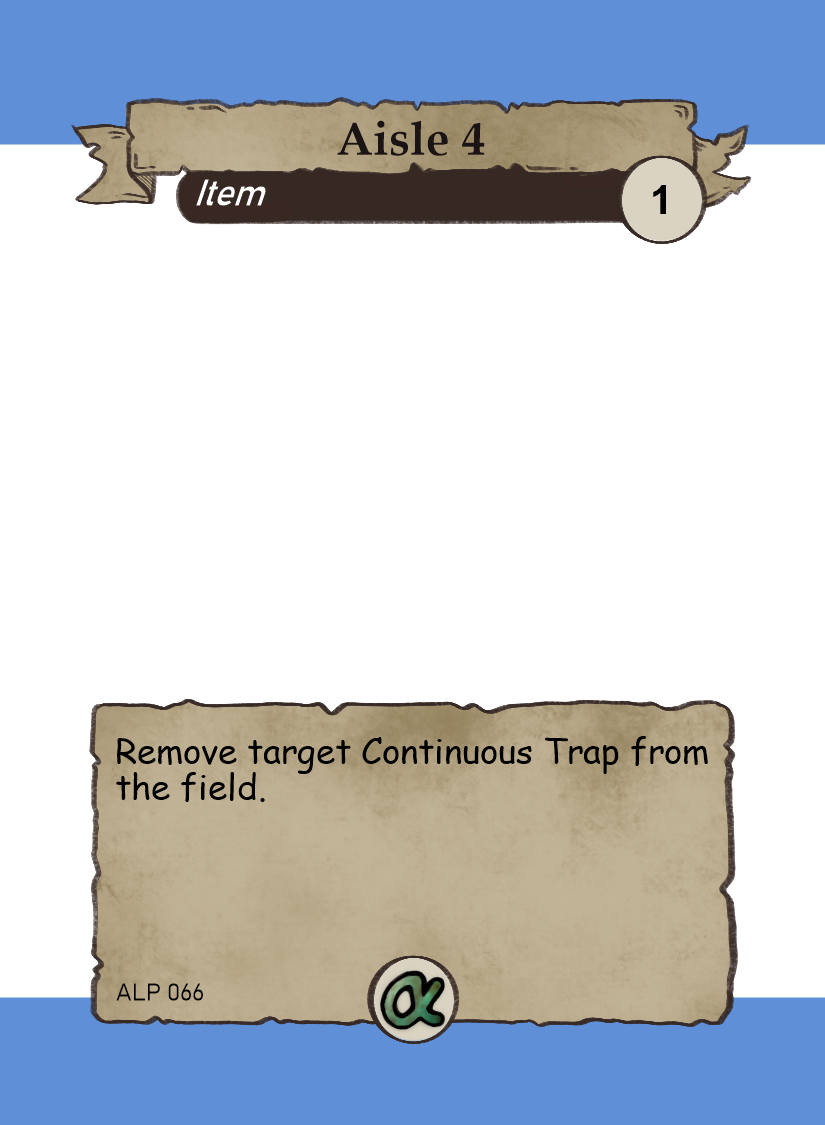 Aisle 4
Item
1
Remove target Continuous Trap from
the field.
ALP 066
α